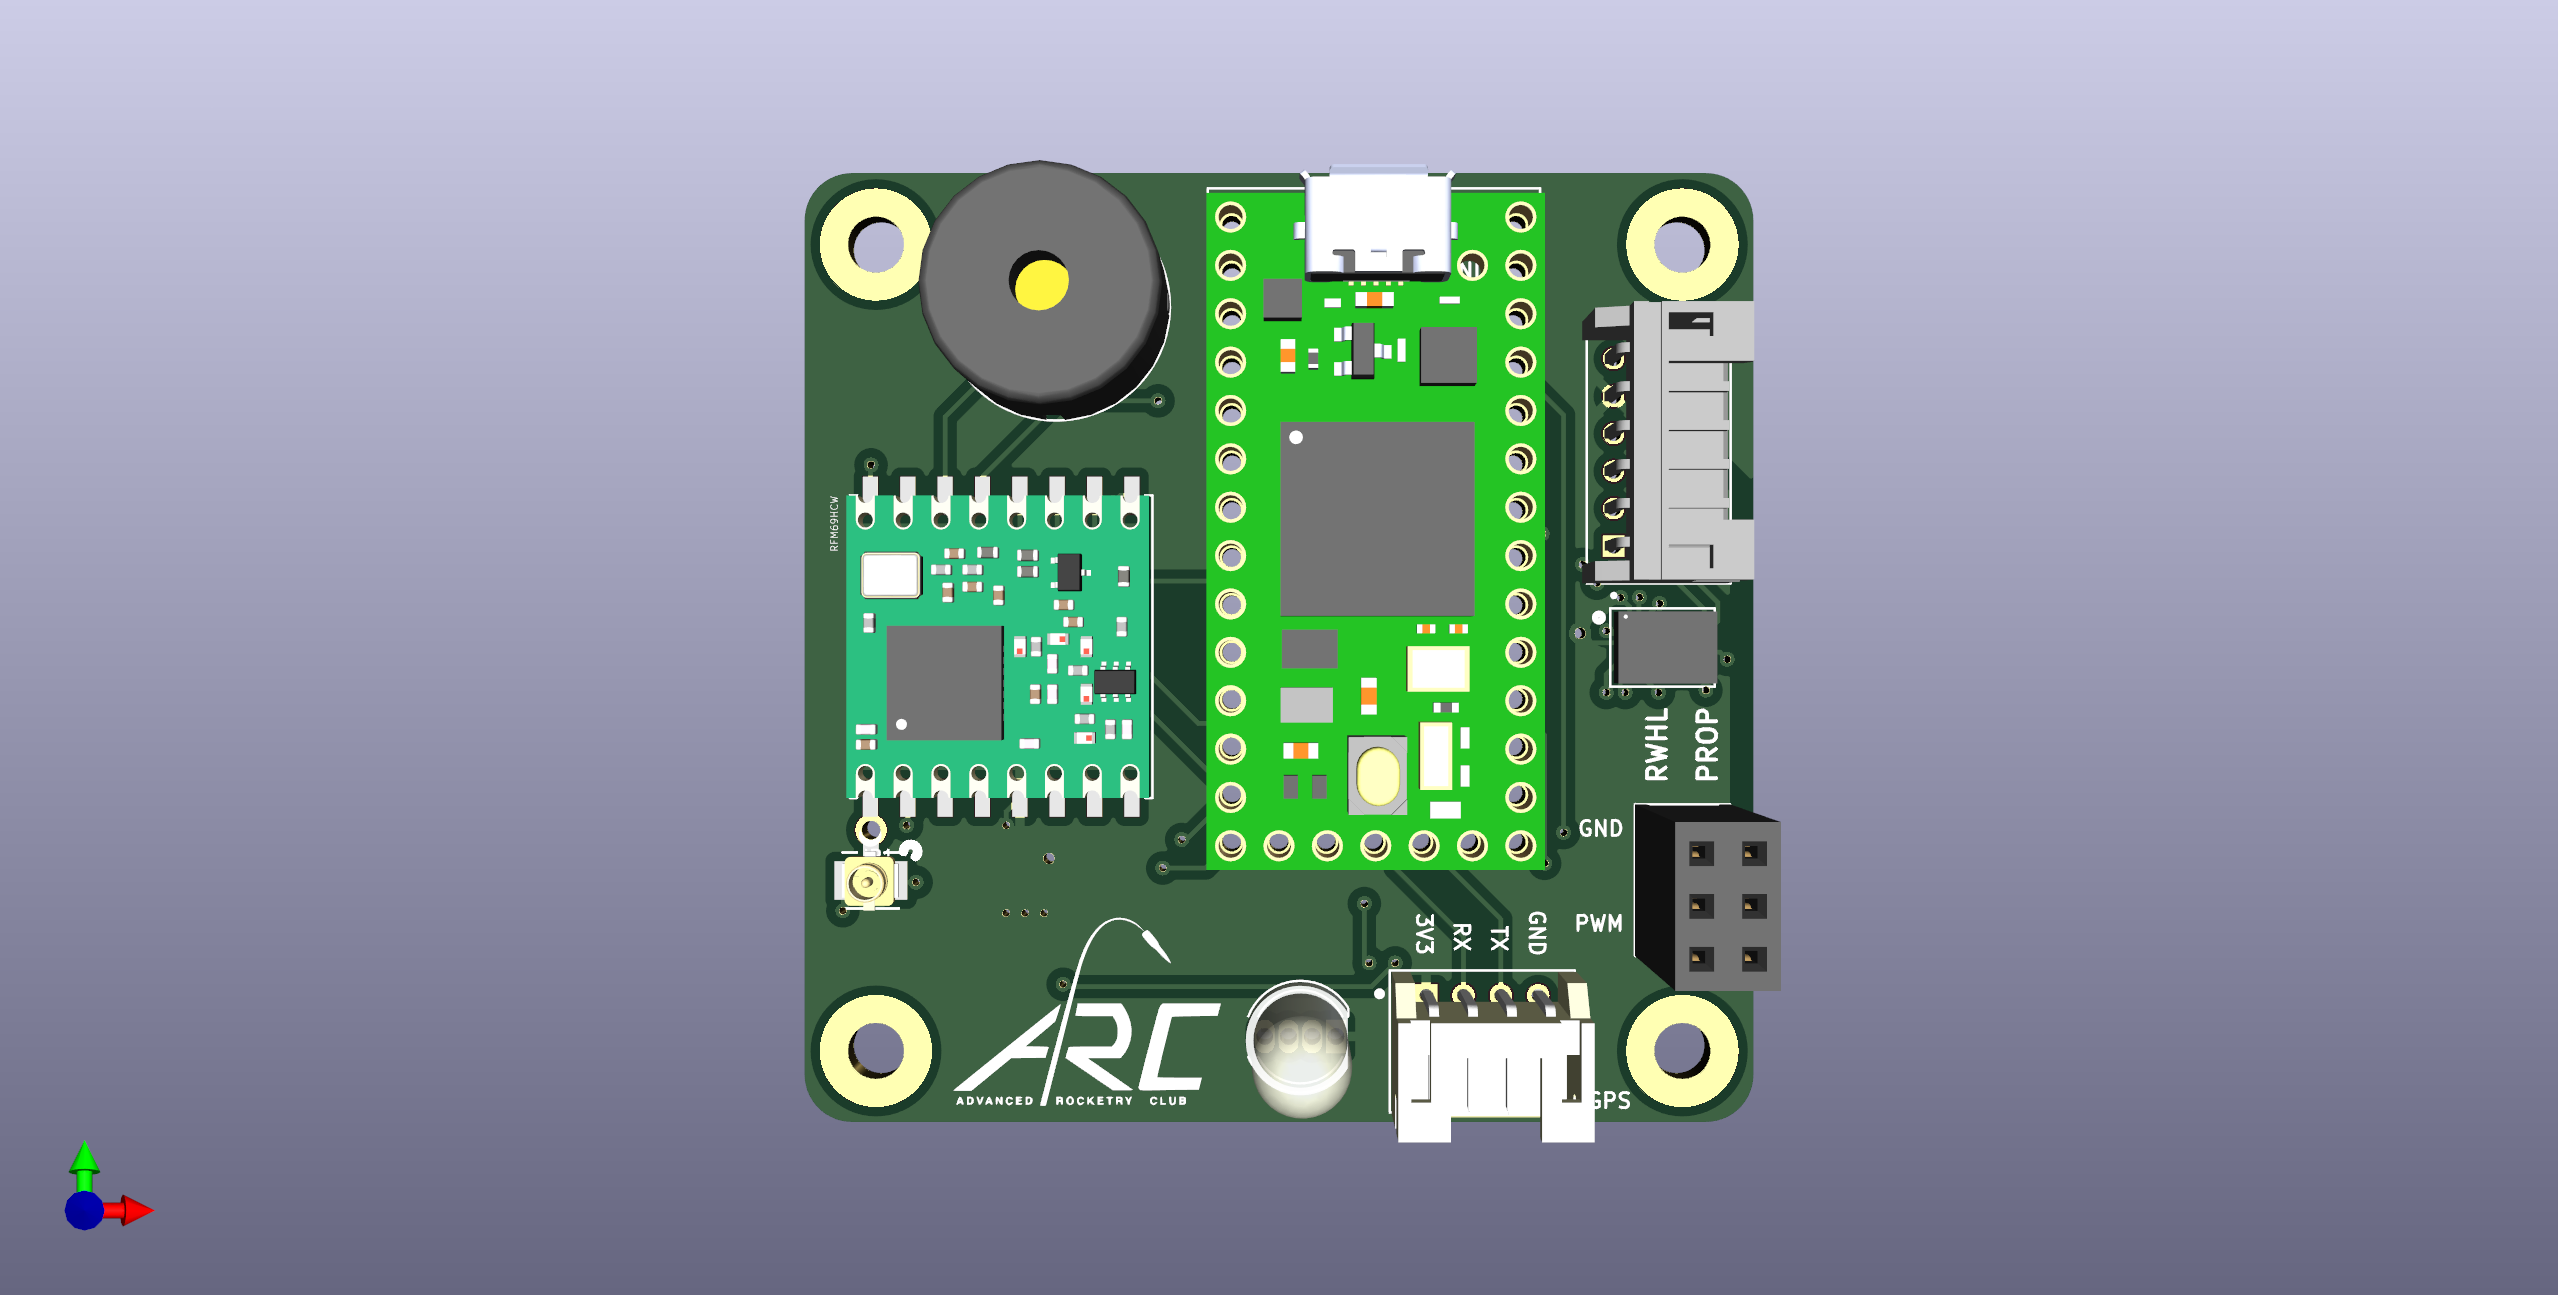 RFM69HCW
RWHL
PROP
GND
PWM
3V3
RX
TX
GND
GPS
ARC
ADVANCED ROCKETRY CLUB